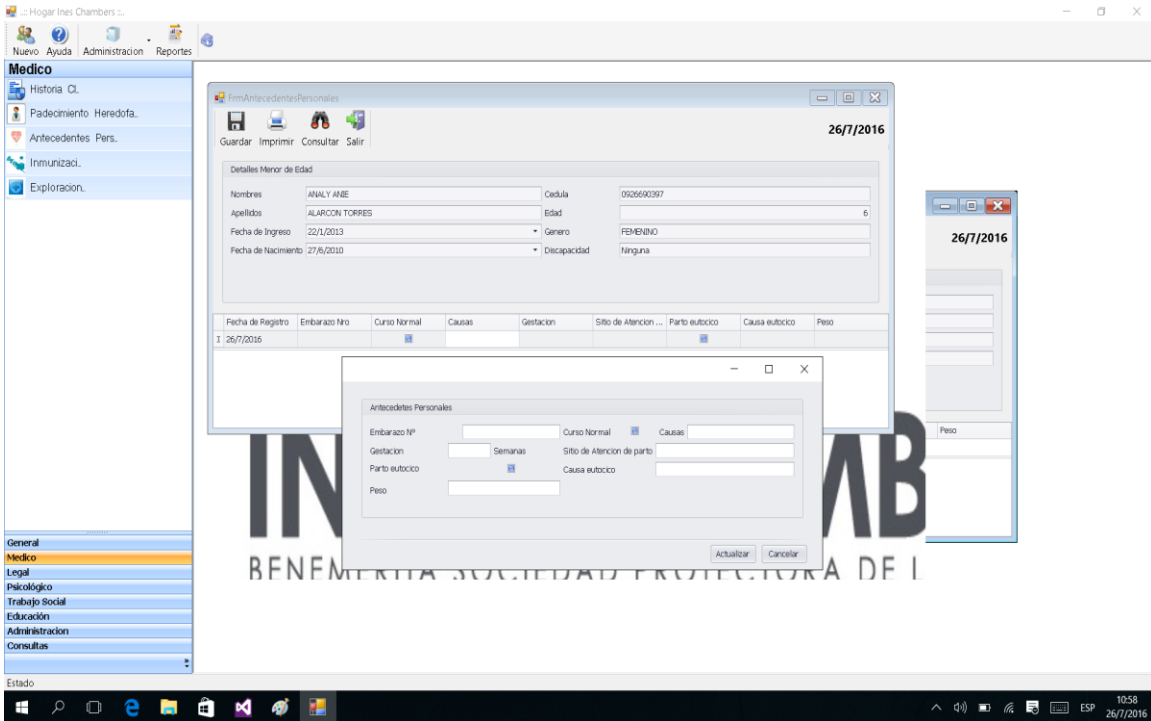 ..: Hogar Ines Chambers :..
Nuevo Ayuda Administracion Reportes
Medico
Historia Cl..
Padecimiento Heredofa..
Antecedentes Pers..
Inmunizaci..
Exploracion..
FrmAntecedentesPersonales
Guardar Imprimir Consultar Salir
26/7/2016
Detalles Menor de Edad
Nombres ANALY ANIE Cedula 0926690397
Apellidos ALARCON TORRES Edad 6
Fecha de Ingreso 22/1/2013 Genero FEMENINO
Fecha de Nacimiento 27/6/2010 Discapacidad Ninguna
26/7/2016
Fecha de Registro Embarazo Nro Curso Normal Causas Gestacion Sitio de Atencion ... Parto eutocico Causa eutocico Peso
I 26/7/2016
Peso
Antecedetes Personales
Embarazo Nº Curso Normal Causas
Gestacion Semanas Sitio de Atencion de parto
Parto eutocico Causa eutocico
Peso
Actualizar Cancelar
BENEMERITA SOCIEDAD PROTECTORA DE L
General
Medico
Legal
Psicológico
Trabajo Social
Educación
Administracion
Consultas
Estado
ESP
10:58
26/7/2016